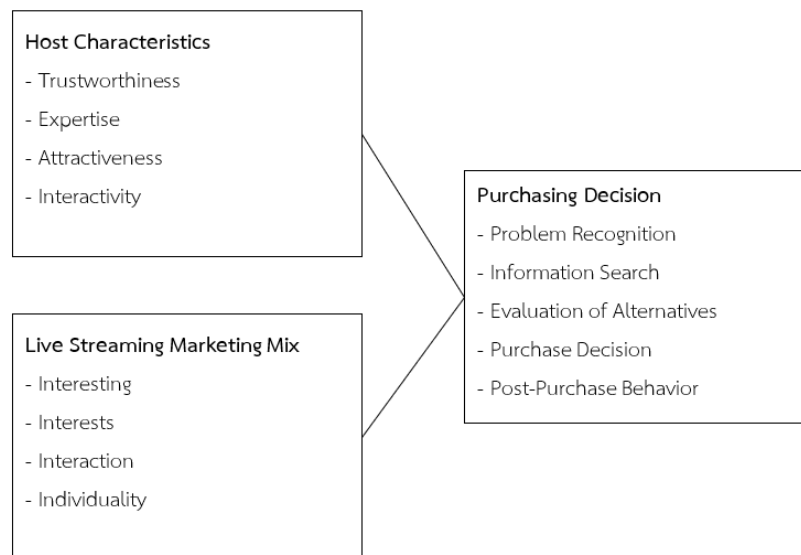 Host Characteristics
- Trustworthiness
- Expertise
- Attractiveness
- Interactivity
Live Streaming Marketing Mix
- Interesting
- Interests
- Interaction
- Individuality
Purchasing Decision
- Problem Recognition
- Information Search
- Evaluation of Alternatives
- Purchase Decision
- Post-Purchase Behavior